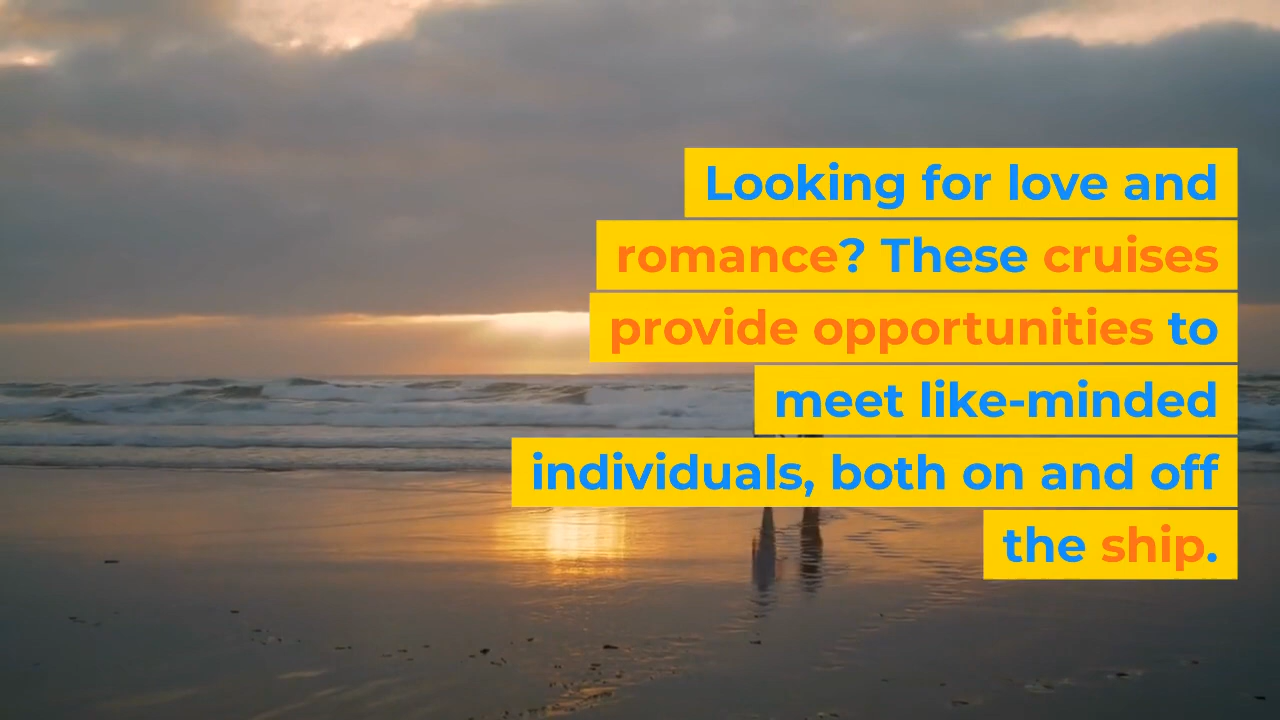 Looking for love and
romance? These cruises
provide opportunities to
meet like-minded
individuals, both on and off
the ship.